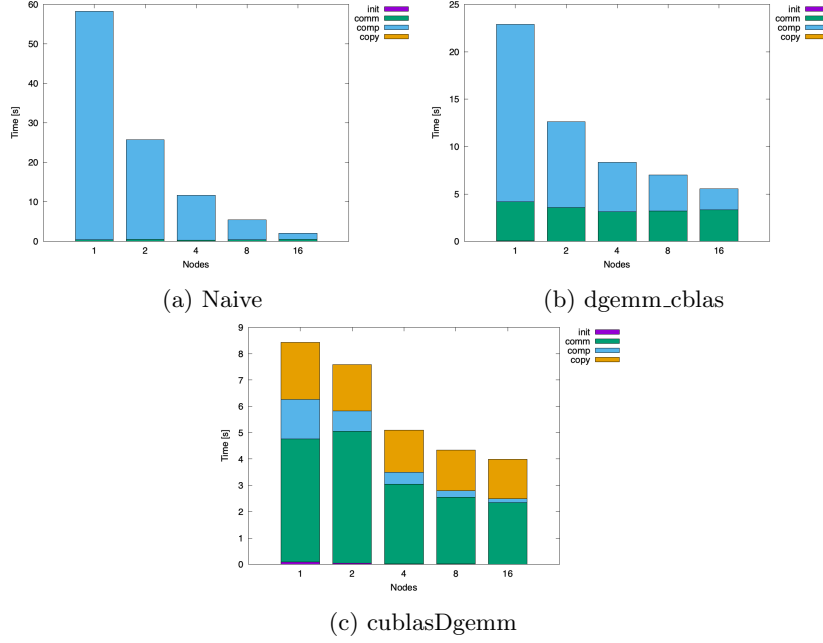 init
comm
comp
copy
Time [s]
60
50
40
30
20
10
0
1 2 4 8 16
Nodes
(a) Naive
init
comm
comp
copy
Time [s]
25
20
15
10
5
0
1 2 4 8 16
Nodes
(b) dgemm_cblas
init
comm
comp
copy
Time [s]
9
8
7
6
5
4
3
2
1
0
1 2 4 8 16
Nodes
(c) cublasDgemm